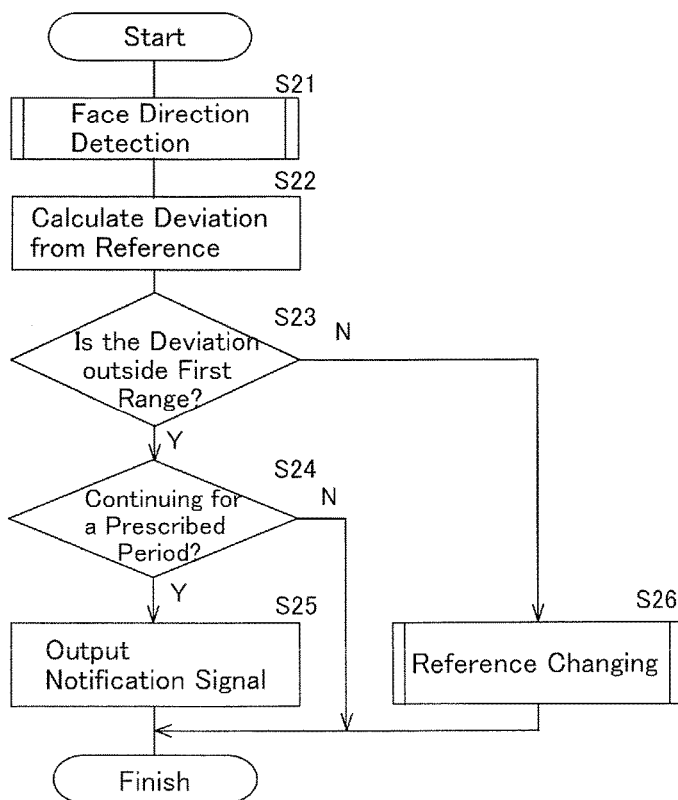 Start
S21
Face Direction
Detection
S22
Calculate Deviation
from Reference
S23
N
Is the Deviation
outside First
Range?
Y
S24
N
Continuing for
a Prescribed
Period?
Y
S25
S26
Output
Notification Signal
Reference Changing
Finish